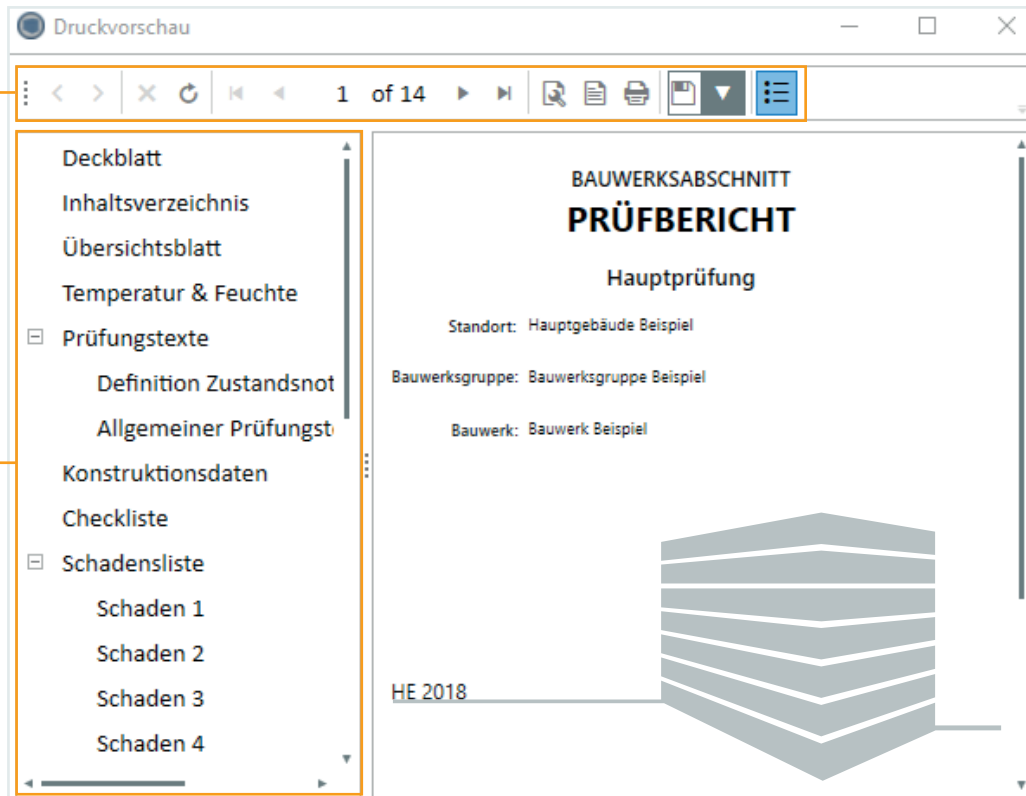 Druckvorschau
1 of 14
Deckblatt
Inhaltsverzeichnis
Übersichtsblatt
Temperatur & Feuchte
Prüfungstexte
Definition Zustandsnot
Allgemeiner Prüfungst
Konstruktionsdaten
Checkliste
Schadensliste
Schaden 1
Schaden 2
Schaden 3
Schaden 4
BAUWERKSABSCHNITT
PRÜFBERICHT
Hauptprüfung
Standort: Hauptgebäude Beispiel
Bauwerksgruppe: Bauwerksgruppe Beispiel
Bauwerk: Bauwerk Beispiel
HE 2018